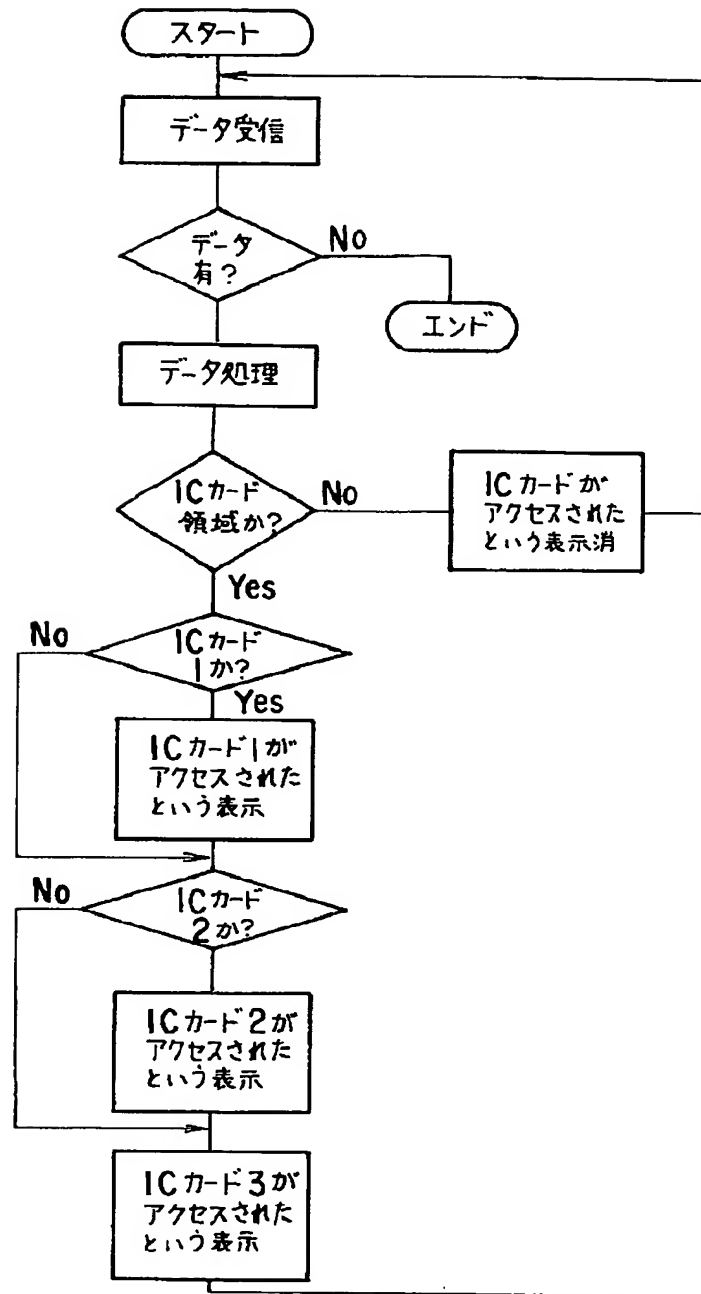 スタート
データ受信
データ
有?
No
エンド
データ処理
ICカード
領域か?
No
ICカードが
アクセスされた
という表示消
Yes
ICカード
1か?
No
Yes
ICカード1が
アクセスされた
という表示
ICカード
2か?
No
ICカード2が
アクセスされた
という表示
ICカード3が
アクセスされた
という表示